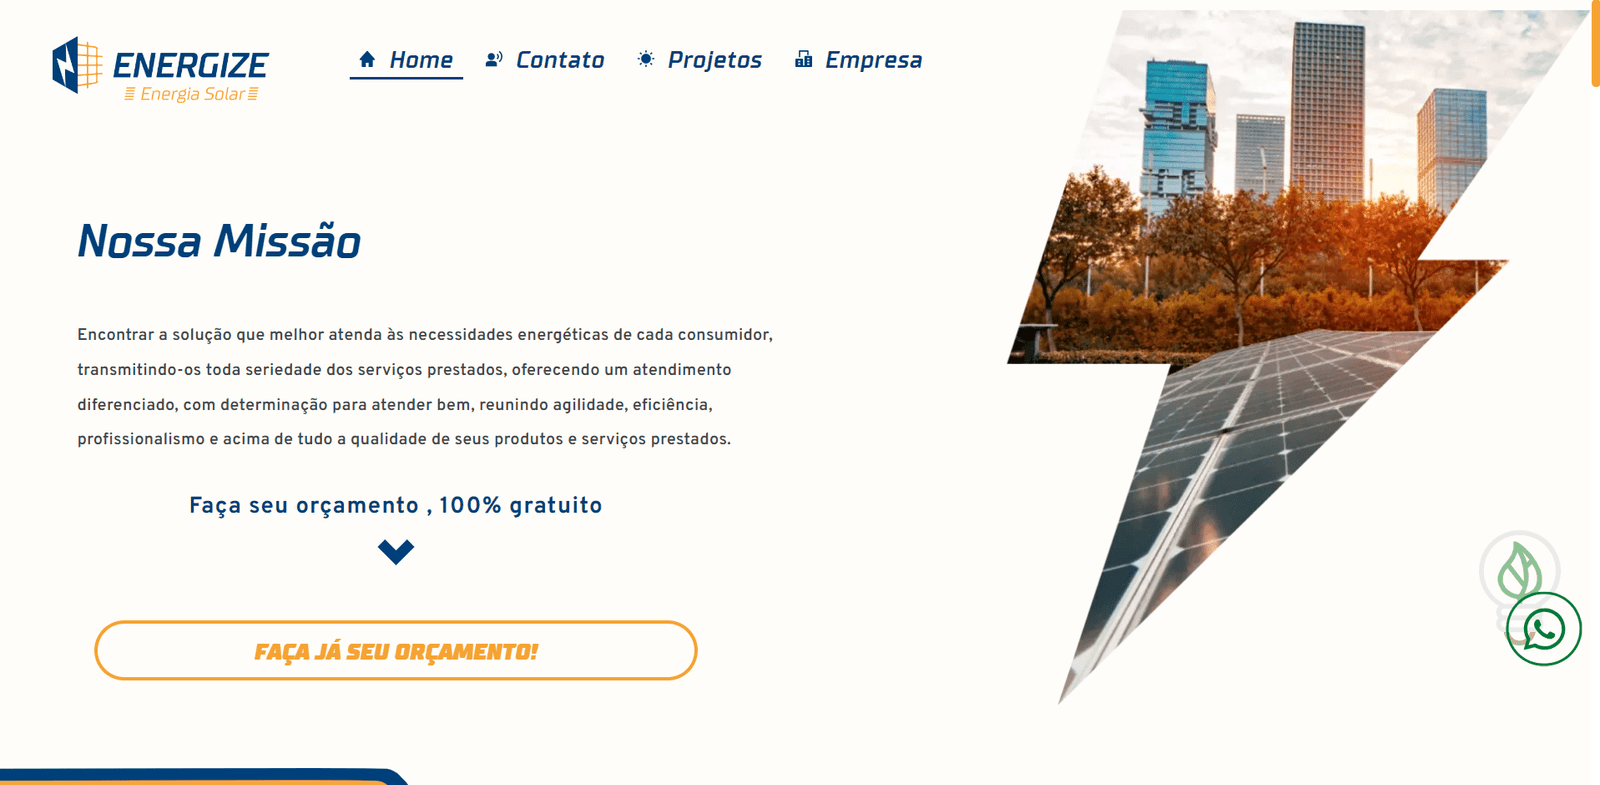 ENERGIZE
Energia Solar
Home
Contato
Projetos
Empresa
Nossa Missão
Encontrar a solução que melhor atenda às necessidades energéticas de cada consumidor,
transmitindo-os toda seriedade dos serviços prestados, oferecendo um atendimento
diferenciado, com determinação para atender bem, reunindo agilidade, eficiência,
profissionalismo e acima de tudo a qualidade de seus produtos e serviços prestados.
Faça seu orçamento , 100% gratuito
FAÇA JÁ SEU ORÇAMENTO!